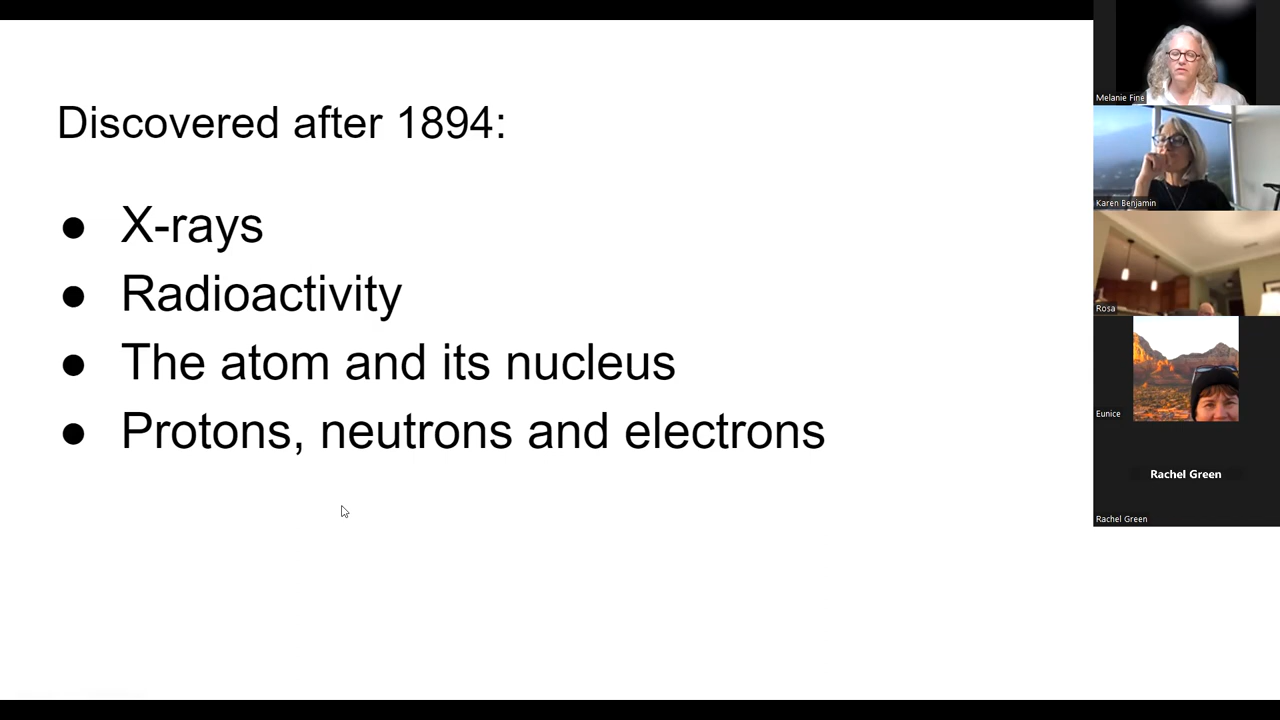 Discovered after 1894:
● X-rays
● Radioactivity
● The atom and its nucleus
● Protons, neutrons and electrons
Melanie Fine
Karen Benjamin
Rosa
Eunice
Rachel Green
Rachel Green